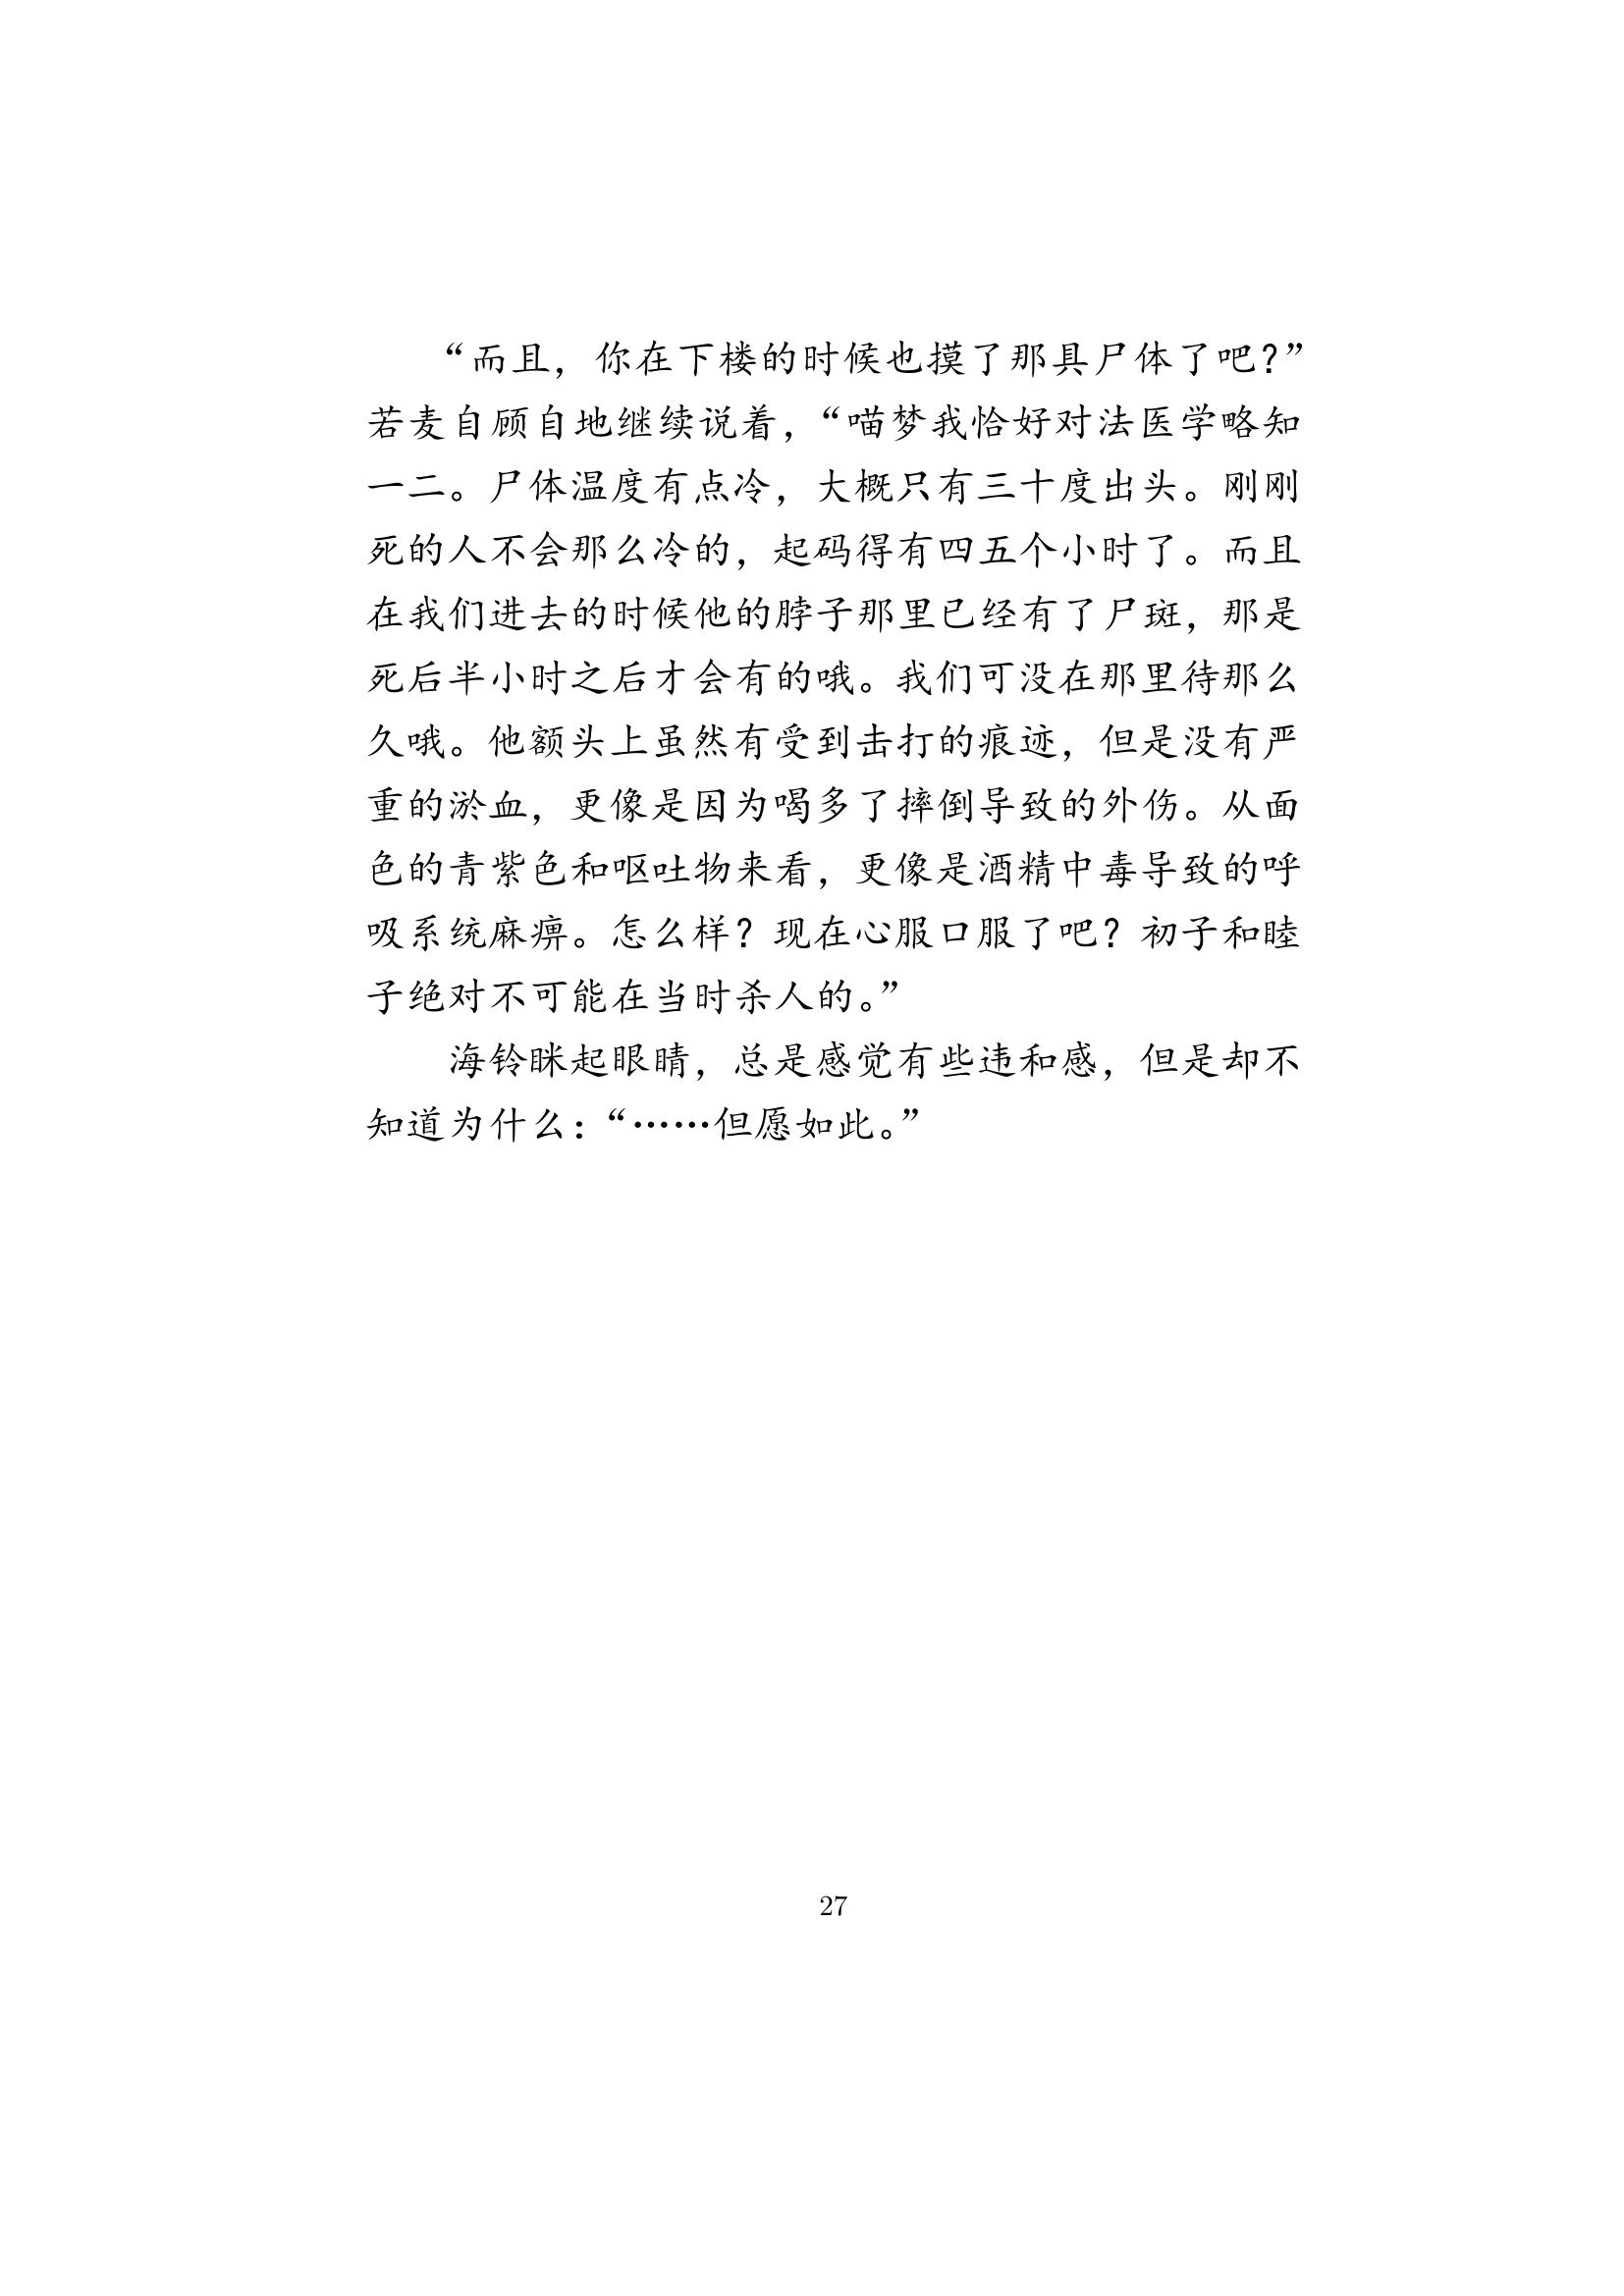 “而且，你在下楼的时候也摸了那具尸体了吧？”
若麦自顾自地继续说着，“喵梦我恰好对法医学略知
一二。尸体温度有点冷，大概只有三十度出头。刚刚
死的人不会那么冷的，起码得有四五个小时了。而且
在我们进去的时候他的脖子那里已经有了尸斑，那是
死后半小时之后才会有的哦。我们可没在那里待那么
久哦。他额头上虽然有受到击打的痕迹，但是没有严
重的淤血，更像是因为喝多了摔倒导致的外伤。从面
色的青紫色和呕吐物来看，更像是酒精中毒导致的呼
吸系统麻痹。怎么样？现在心服口服了吧？初子和睦
子绝对不可能在当时杀人的。”
海铃眯起眼睛，总是感觉有些违和感，但是却不
知道为什么：“……但愿如此。”
27